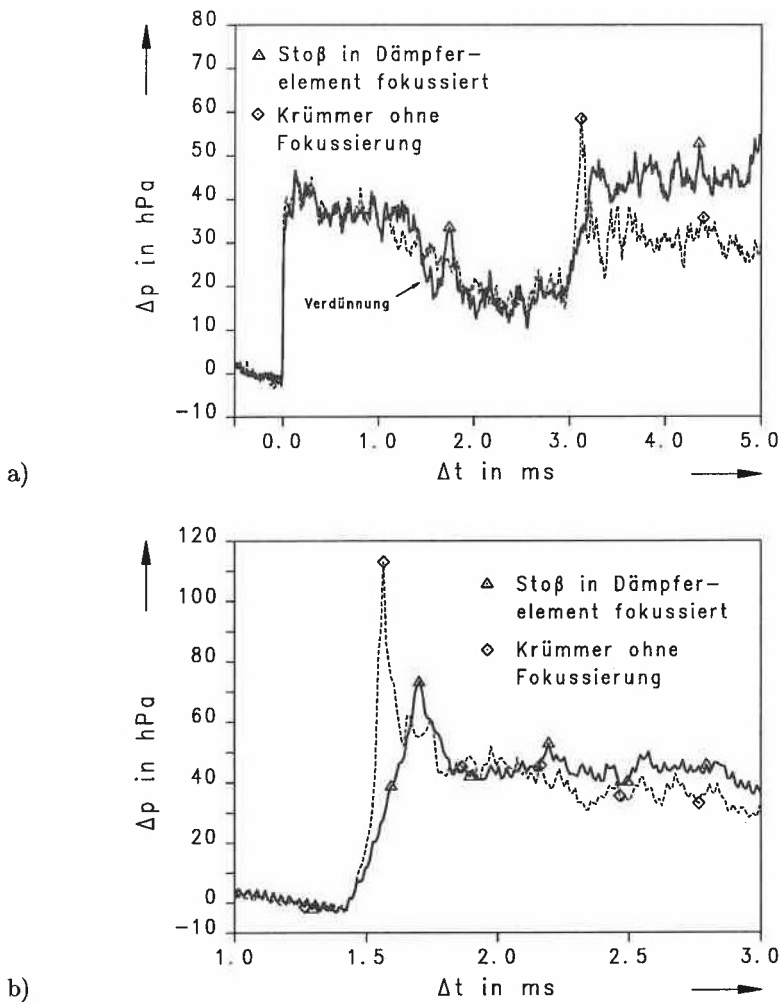 80
70
60
50
40
30
20
10
0
−10
Δp in hPa
△ Stoß in Dämpfer-
element fokussiert
◇ Krümmer ohne
Fokussierung
Verdünnung
0.0 1.0 2.0 3.0 4.0 5.0
Δt in ms
a)
120
100
80
60
40
20
0
−10
Δp in hPa
△ Stoß in Dämpfer-
element fokussiert
◇ Krümmer ohne
Fokussierung
1.0 1.5 2.0 2.5 3.0
Δt in ms
b)